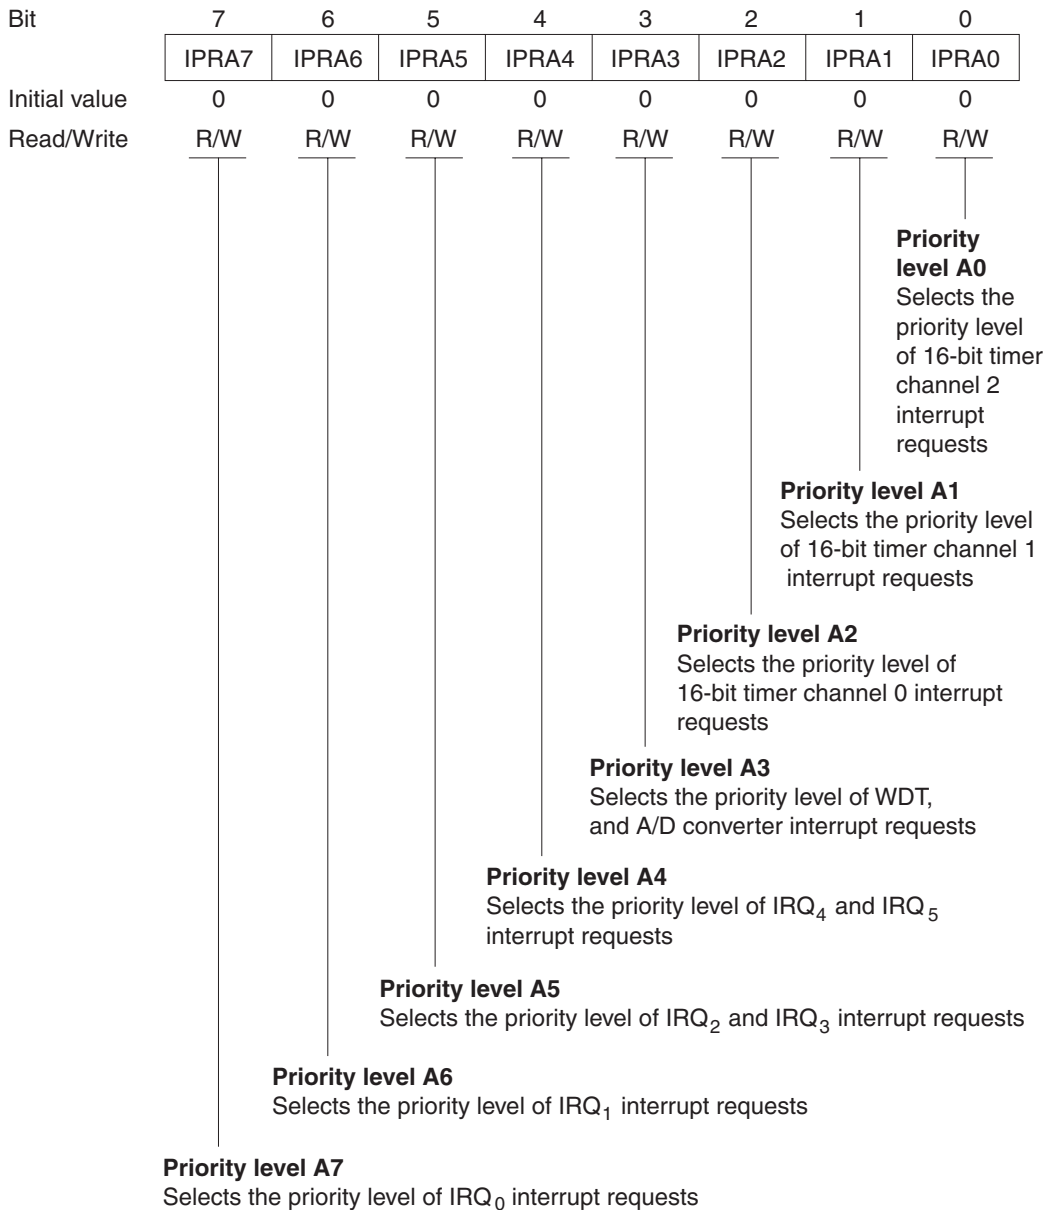 Bit 7 6 5 4 3 2 1 0
IPRA7 IPRA6 IPRA5 IPRA4 IPRA3 IPRA2 IPRA1 IPRA0
Initial value 0 0 0 0 0 0 0 0
Read/Write R/W R/W R/W R/W R/W R/W R/W R/W
Priority
level A0
Selects the
priority level
of 16-bit timer
channel 2
interrupt
requests
Priority level A1
Selects the priority level
of 16-bit timer channel 1
interrupt requests
Priority level A2
Selects the priority level of
16-bit timer channel 0 interrupt
requests
Priority level A3
Selects the priority level of WDT,
and A/D converter interrupt requests
Priority level A4
Selects the priority level of IRQ4 and IRQ5
interrupt requests
Priority level A5
Selects the priority level of IRQ2 and IRQ3 interrupt requests
Priority level A6
Selects the priority level of IRQ1 interrupt requests
Priority level A7
Selects the priority level of IRQ0 interrupt requests